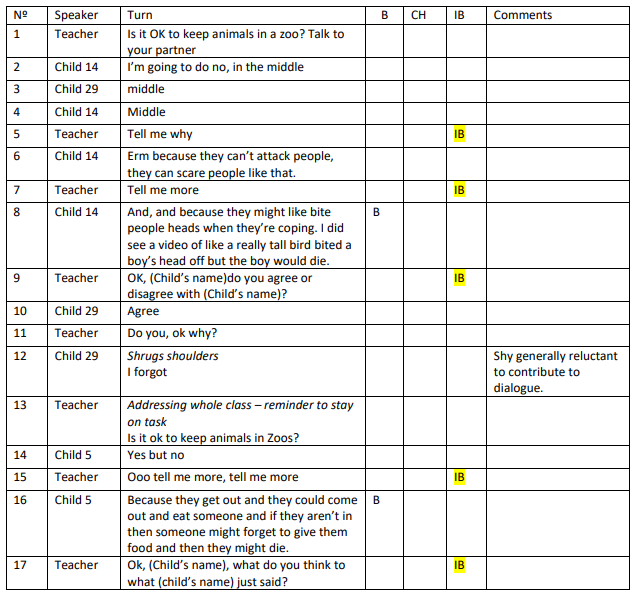 Nº Speaker Turn B CH IB Comments
1 Teacher Is it OK to keep animals in a zoo? Talk to
your partner
2 Child 14 I'm going to do no, in the middle
3 Child 29 middle
4 Child 14 Middle
5 Teacher Tell me why IB
6 Child 14 Erm because they can't attack people,
they can scare people like that.
7 Teacher Tell me more IB
8 Child 14 And, and because they might like bite B
people heads when they're coping. I did
see a video of like a really tall bird bited a
boy's head off but the boy would die.
9 Teacher OK, (Child's name)do you agree or IB
disagree with (Child's name)?
10 Child 29 Agree
11 Teacher Do you, ok why?
12 Child 29 Shrugs shoulders Shy generally reluctant
I forgot to contribute to
dialogue.
13 Teacher Addressing whole class – reminder to stay
on task
Is it ok to keep animals in Zoos?
14 Child 5 Yes but no
15 Teacher Ooo tell me more, tell me more IB
16 Child 5 Because they get out and they could come B
out and eat someone and if they aren't in
then someone might forget to give them
food and then they might die.
17 Teacher Ok, (Child's name), what do you think to IB
what (child's name) just said?